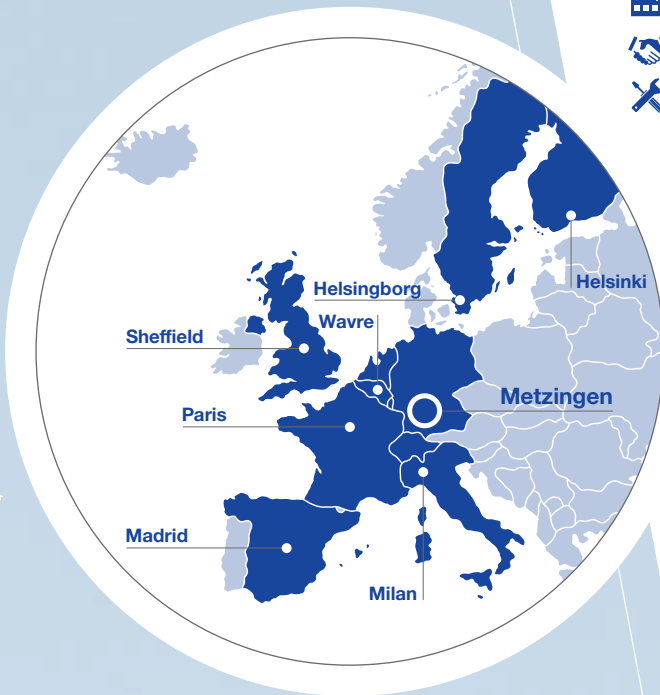 Helsingborg
Helsinki
Wavre
Sheffield
Metzingen
Paris
Madrid
Milan